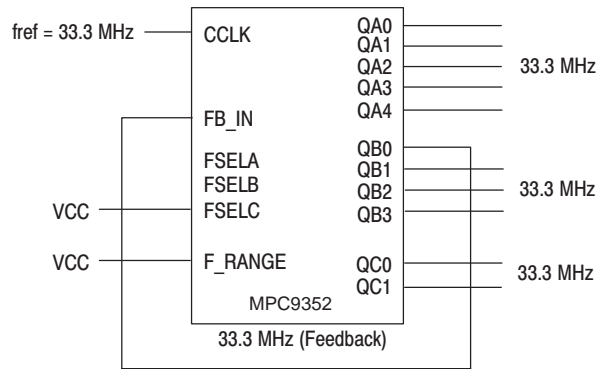 fref = 33.3 MHz
CCLK
QA0
QA1
QA2
QA3
QA4
33.3 MHz
FB_IN
QB0
QB1
QB2
QB3
33.3 MHz
FSELA
FSELB
VCC
FSELC
VCC
F_RANGE
QC0
QC1
33.3 MHz
MPC9352
33.3 MHz (Feedback)